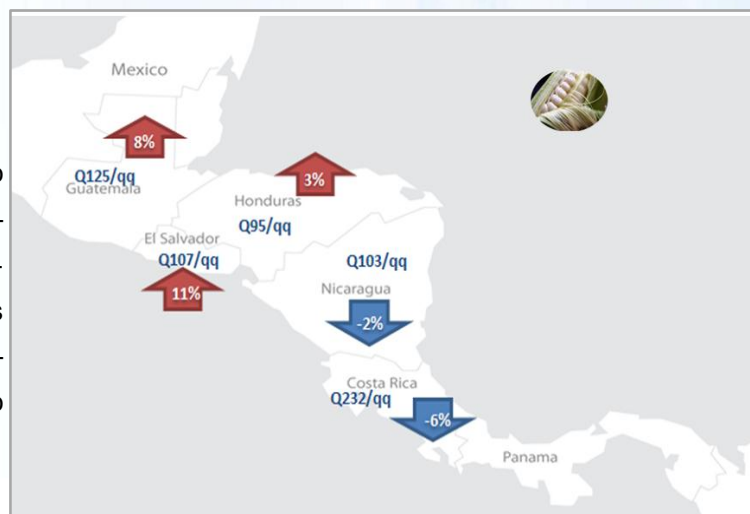 Mexico
8%
Q125/qq
Guatemala
3%
Honduras
Q95/qq
El Salvador
Q107/qq
11%
Q103/qq
Nicaragua
-2%
Costa Rica
Q232/qq
-6%
Panama